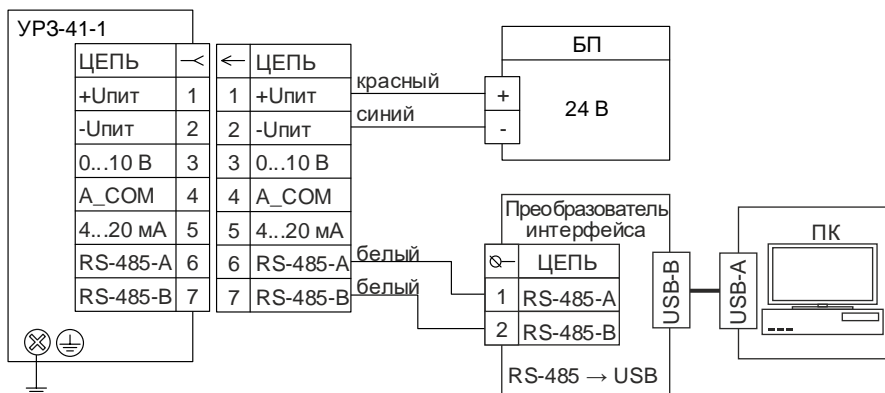 УРЗ-41-1
ЦЕПЬ
+Uпит 1
-Uпит 2
0...10 В 3
A_COM 4
4...20 мА 5
RS-485-A 6
RS-485-B 7
ЦЕПЬ
1 +Uпит
2 -Uпит
3 0...10 В
4 A_COM
5 4...20 мА
6 RS-485-A
7 RS-485-B
красный
синий
белый
белый
БП
+
-
24 В
Преобразователь
интерфейса
ЦЕПЬ
1 RS-485-A
2 RS-485-B
RS-485 → USB
USB-B
USB-A
ПК